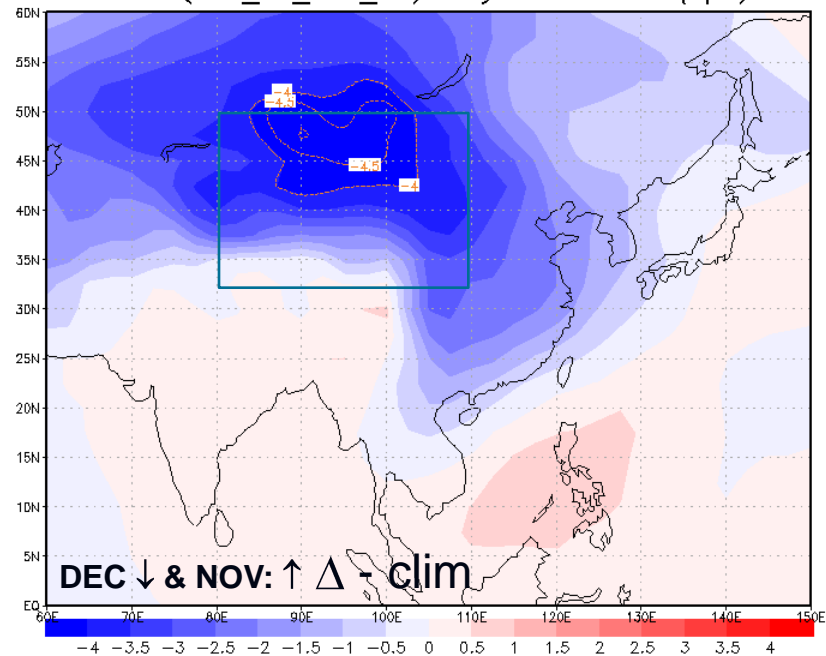 60N
55N
50N
45N
40N
35N
30N
25N
20N
15N
10N
5N
EQ
-4
-4.5
-4.5
-4
DEC ↓ & NOV: ↑ Δ - clim
60E 70E 80E 90E 100E 110E 120E 130E 140E 150E
-4 -3.5 -3 -2.5 -2 -1.5 -1 -0.5 0 0.5 1 1.5 2 2.5 3 3.5 4